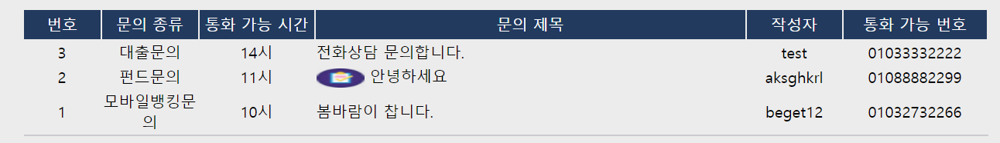 번호 문의 종류 통화 가능 시간 문의 제목 작성자 통화 가능 번호
3 대출문의 14시 전화상담 문의합니다. test 01033332222
2 펀드문의 11시 안녕하세요 aksghkrl 01088882299
1 모바일뱅킹문 10시 봄바람이 찹니다. beget12 01032732266
의